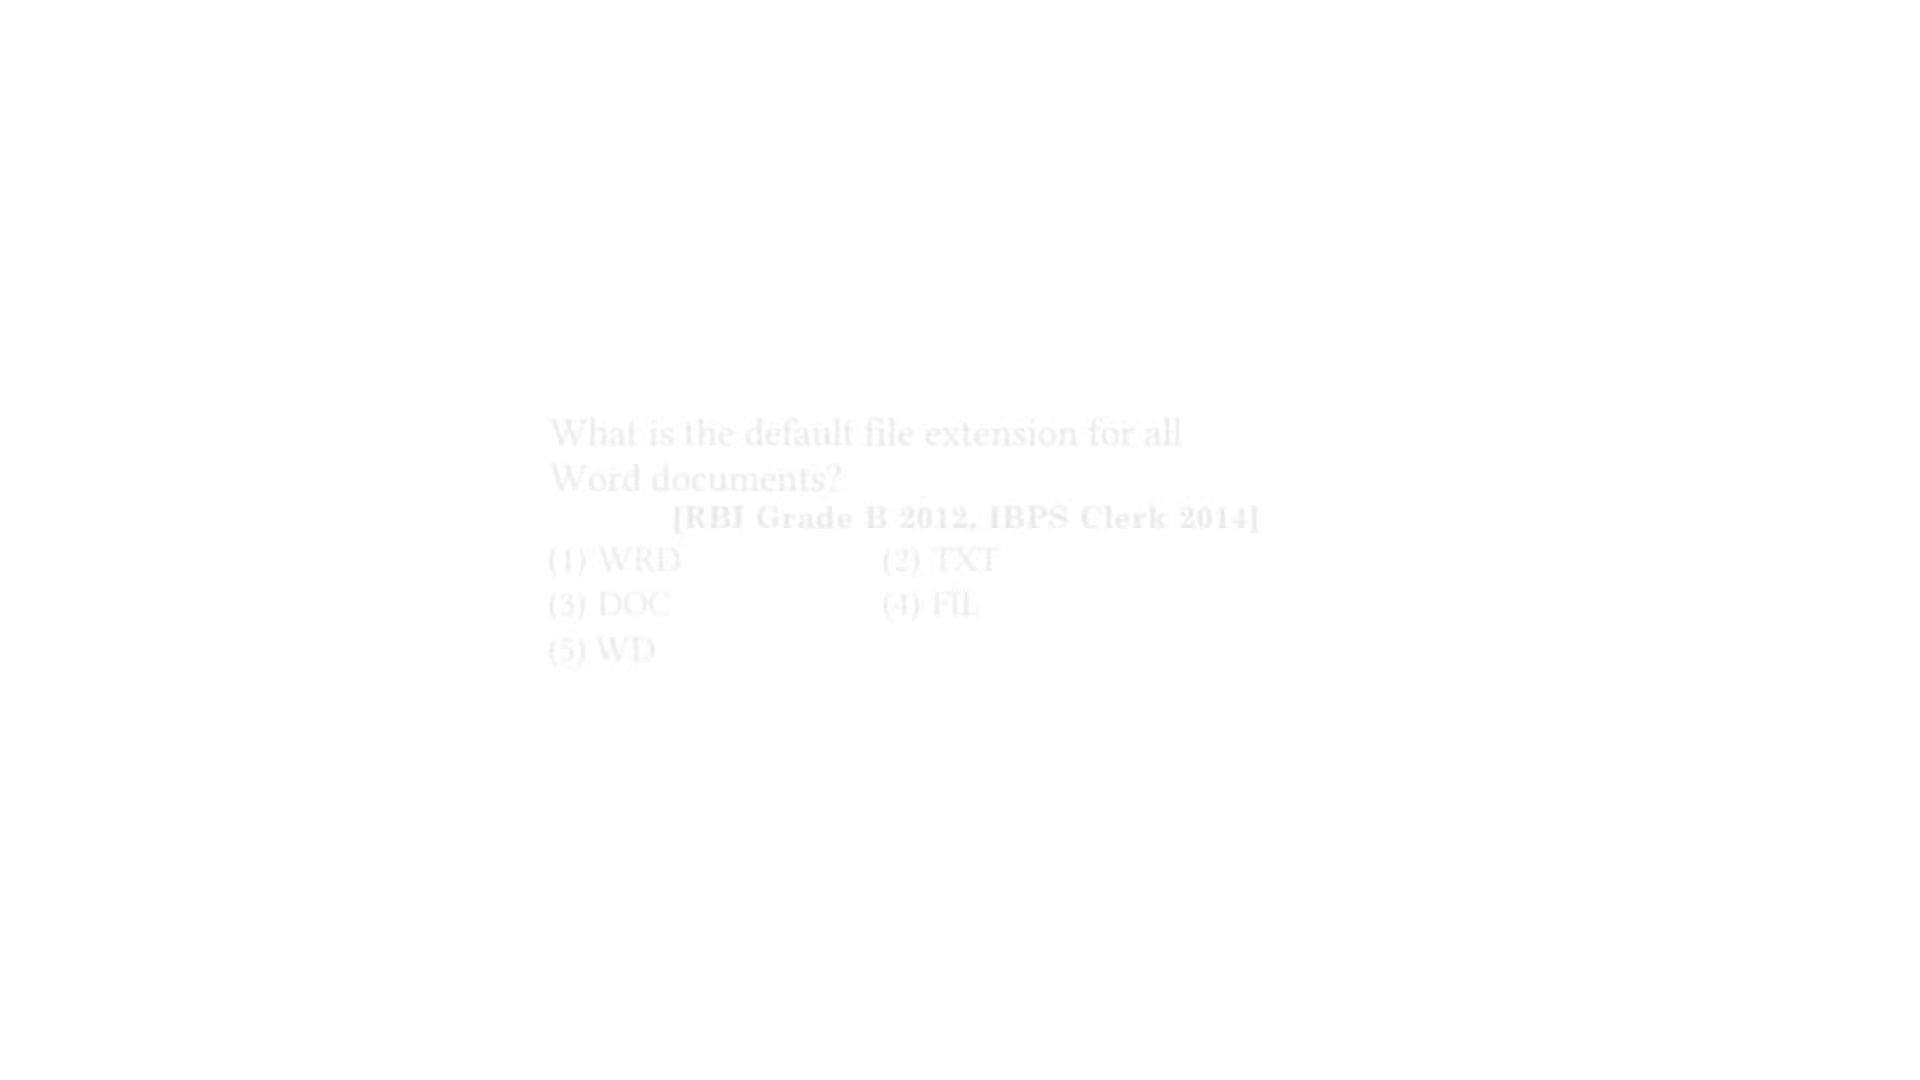 What is the default file extension for all
Word documents?
[RBI Grade B 2012, IBPS Clerk 2014]
(1) WRD (2) TXT
(3) DOC (4) FIL
(5) WD